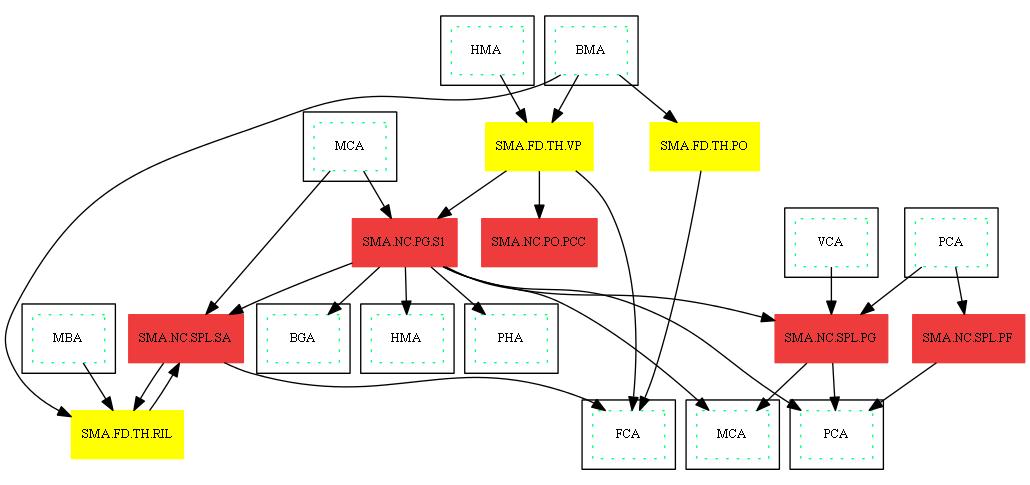 HMA
BMA
MCA
SMA.FD.TH.VP
SMA.FD.TH.PO
SMA.NC.PG.S1
SMA.NC.PO.PCC
VCA
PCA
MBA
SMA.NC.SPL.SA
BGA
HMA
PHA
SMA.NC.SPL.PG
SMA.NC.SPL.PF
SMA.FD.TH.RIL
FCA
MCA
PCA